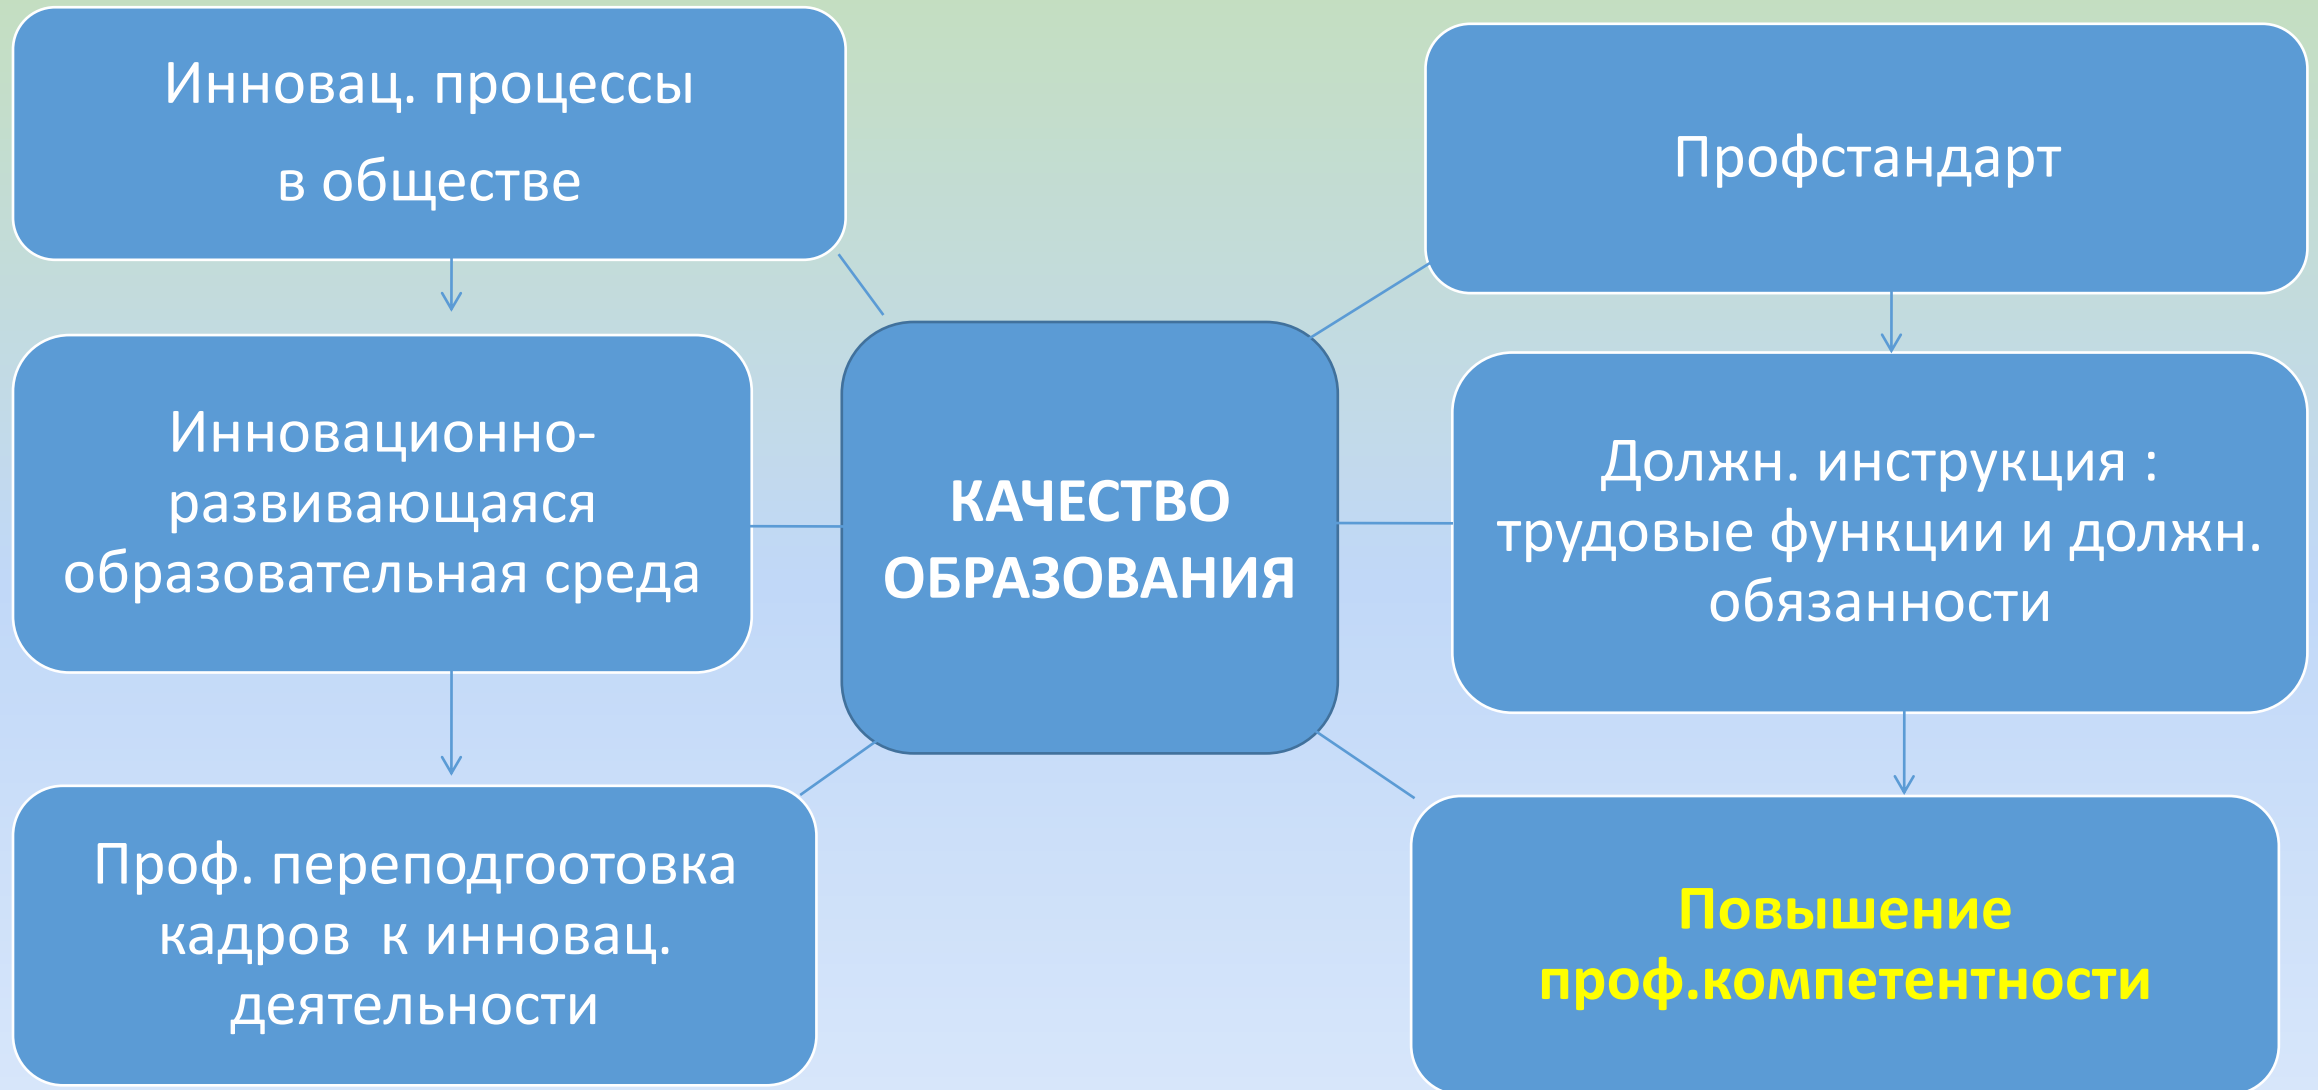 Инновац. процессы
в обществе
Инновационно-
развивающаяся
образовательная среда
Проф. переподгоотовка
кадров  к инновац.
деятельности
КАЧЕСТВО
ОБРАЗОВАНИЯ
Профстандарт
Должн. инструкция :
трудовые функции и должн.
обязанности
Повышение
проф.компетентности